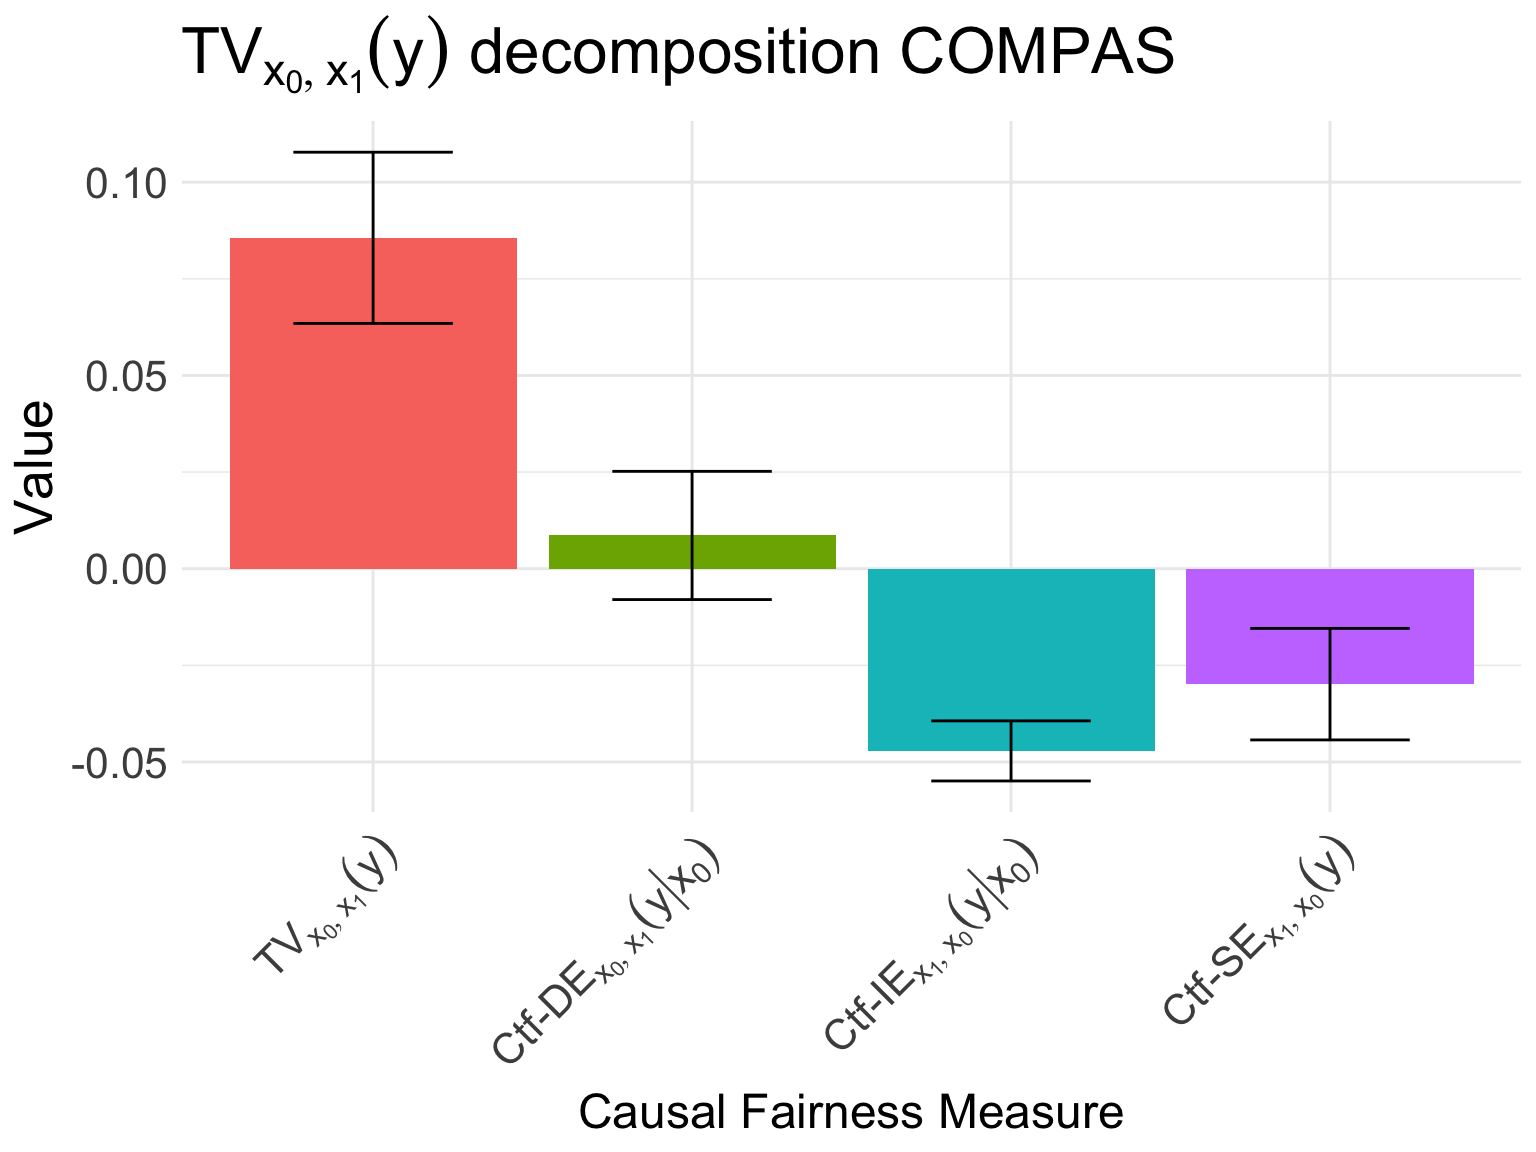 TVx0, x1(y) decomposition COMPAS
Value
0.10
0.05
0.00
-0.05
TVx0, x1(y)
Ctf-DEx0, x1(y|x0)
Ctf-IEx1, x0(y|x0)
Ctf-SEx1, x0(y)
Causal Fairness Measure